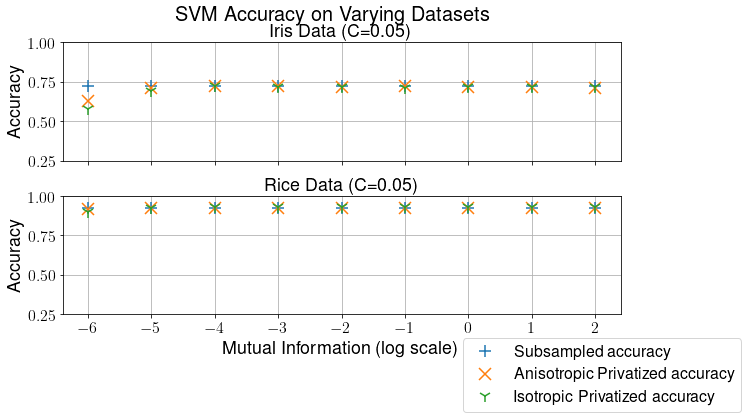 SVM Accuracy on Varying Datasets
Iris Data (C=0.05)
1.00
0.75
0.50
0.25
Accuracy
Rice Data (C=0.05)
1.00
0.75
0.50
0.25
Accuracy
−6 −5 −4 −3 −2 −1 0 1 2
Mutual Information (log scale)
Subsampled accuracy
Anisotropic Privatized accuracy
Isotropic Privatized accuracy